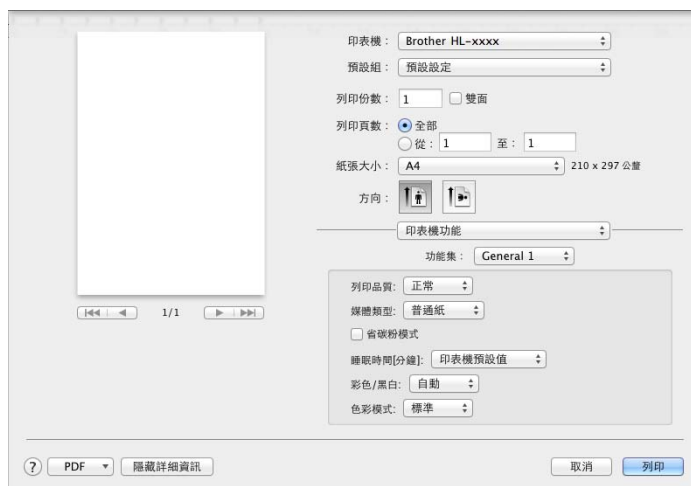 印表機： Brother HL-xxxx
預設組： 預設設定
列印份數： 1 雙面
列印頁數： 全部
從： 1 至： 1
紙張大小： A4 210 x 297 公釐
方向：
印表機功能
功能集： General 1
列印品質: 正常
媒體類型: 普通紙
省碳粉模式
睡眠時間[分鐘]: 印表機預設值
彩色/黑白: 自動
色彩模式: 標準
1/1
? PDF 隱藏詳細資訊 取消 列印